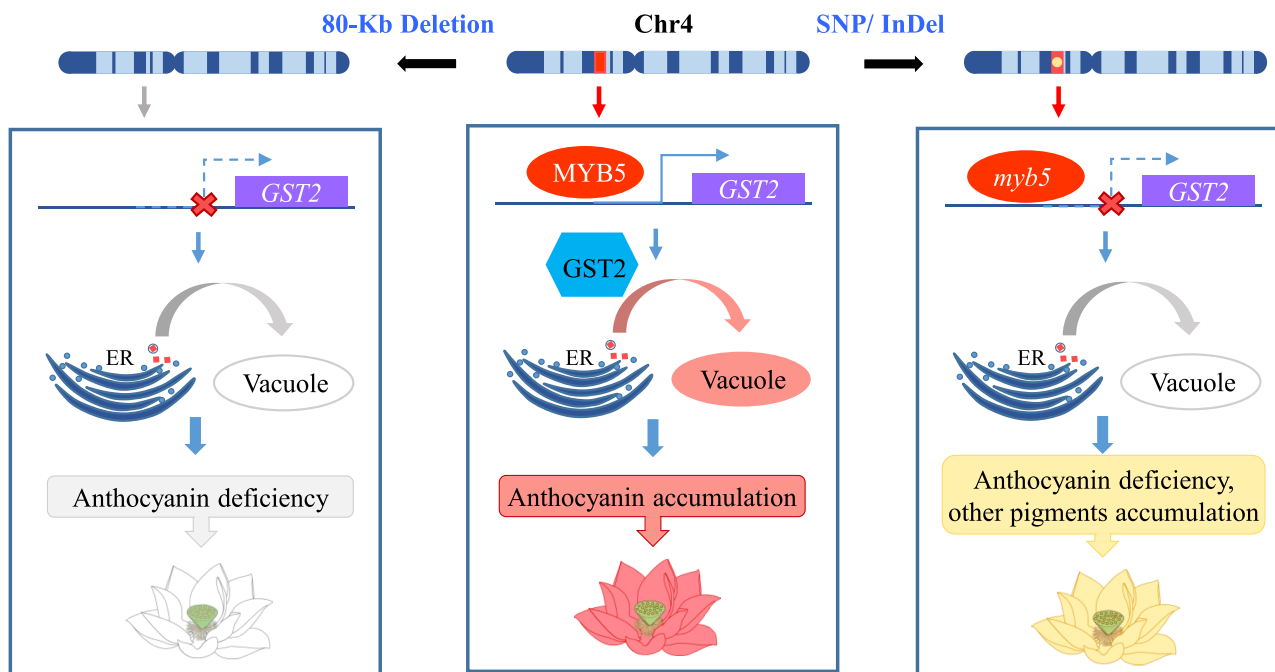 80-Kb Deletion
Chr4
SNP/ InDel
GST2
ER
Vacuole
Anthocyanin deficiency
MYB5
GST2
GST2
ER
Vacuole
Anthocyanin accumulation
myb5
GST2
ER
Vacuole
Anthocyanin deficiency,
other pigments accumulation